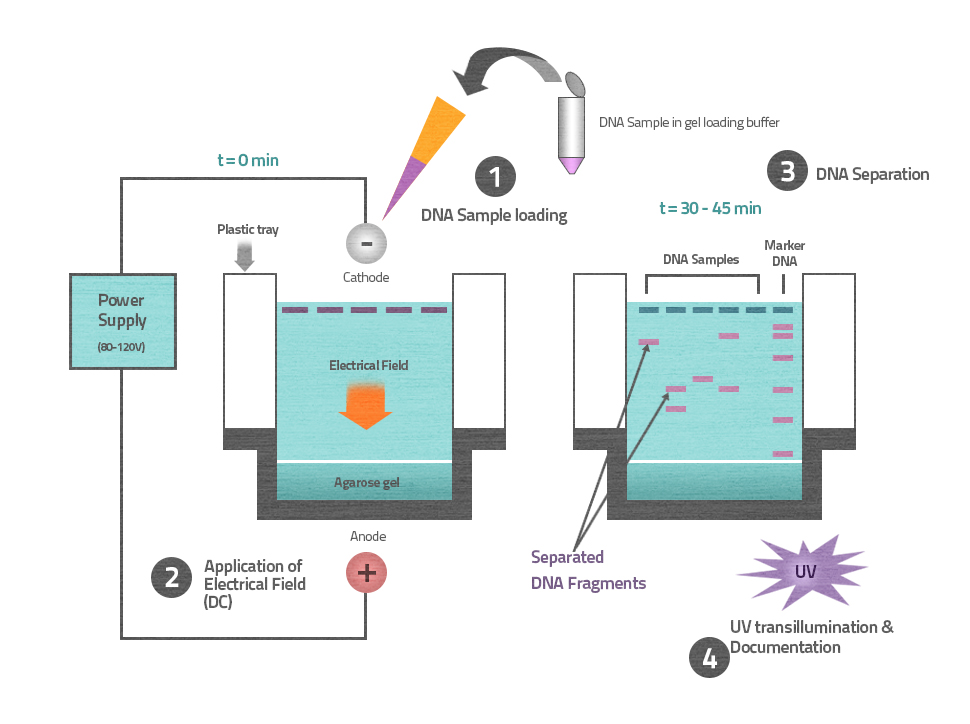 DNA Sample in gel loading buffer
t = 0 min
1
3
DNA Separation
DNA Sample loading
t = 30 - 45 min
Plastic tray
-
Cathode
DNA Samples
Marker
DNA
Power
Supply
(80-120V)
Electrical Field
Agarose gel
Anode
+
2
Application of
Electrical Field
(DC)
Separated
DNA Fragments
UV
UV transillumination &
Documentation
4